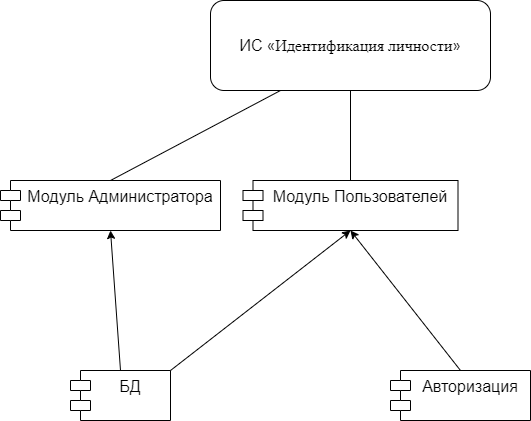 ИС «Идентификация личности»
Модуль Администратора
Модуль Пользователей
БД
Авторизация